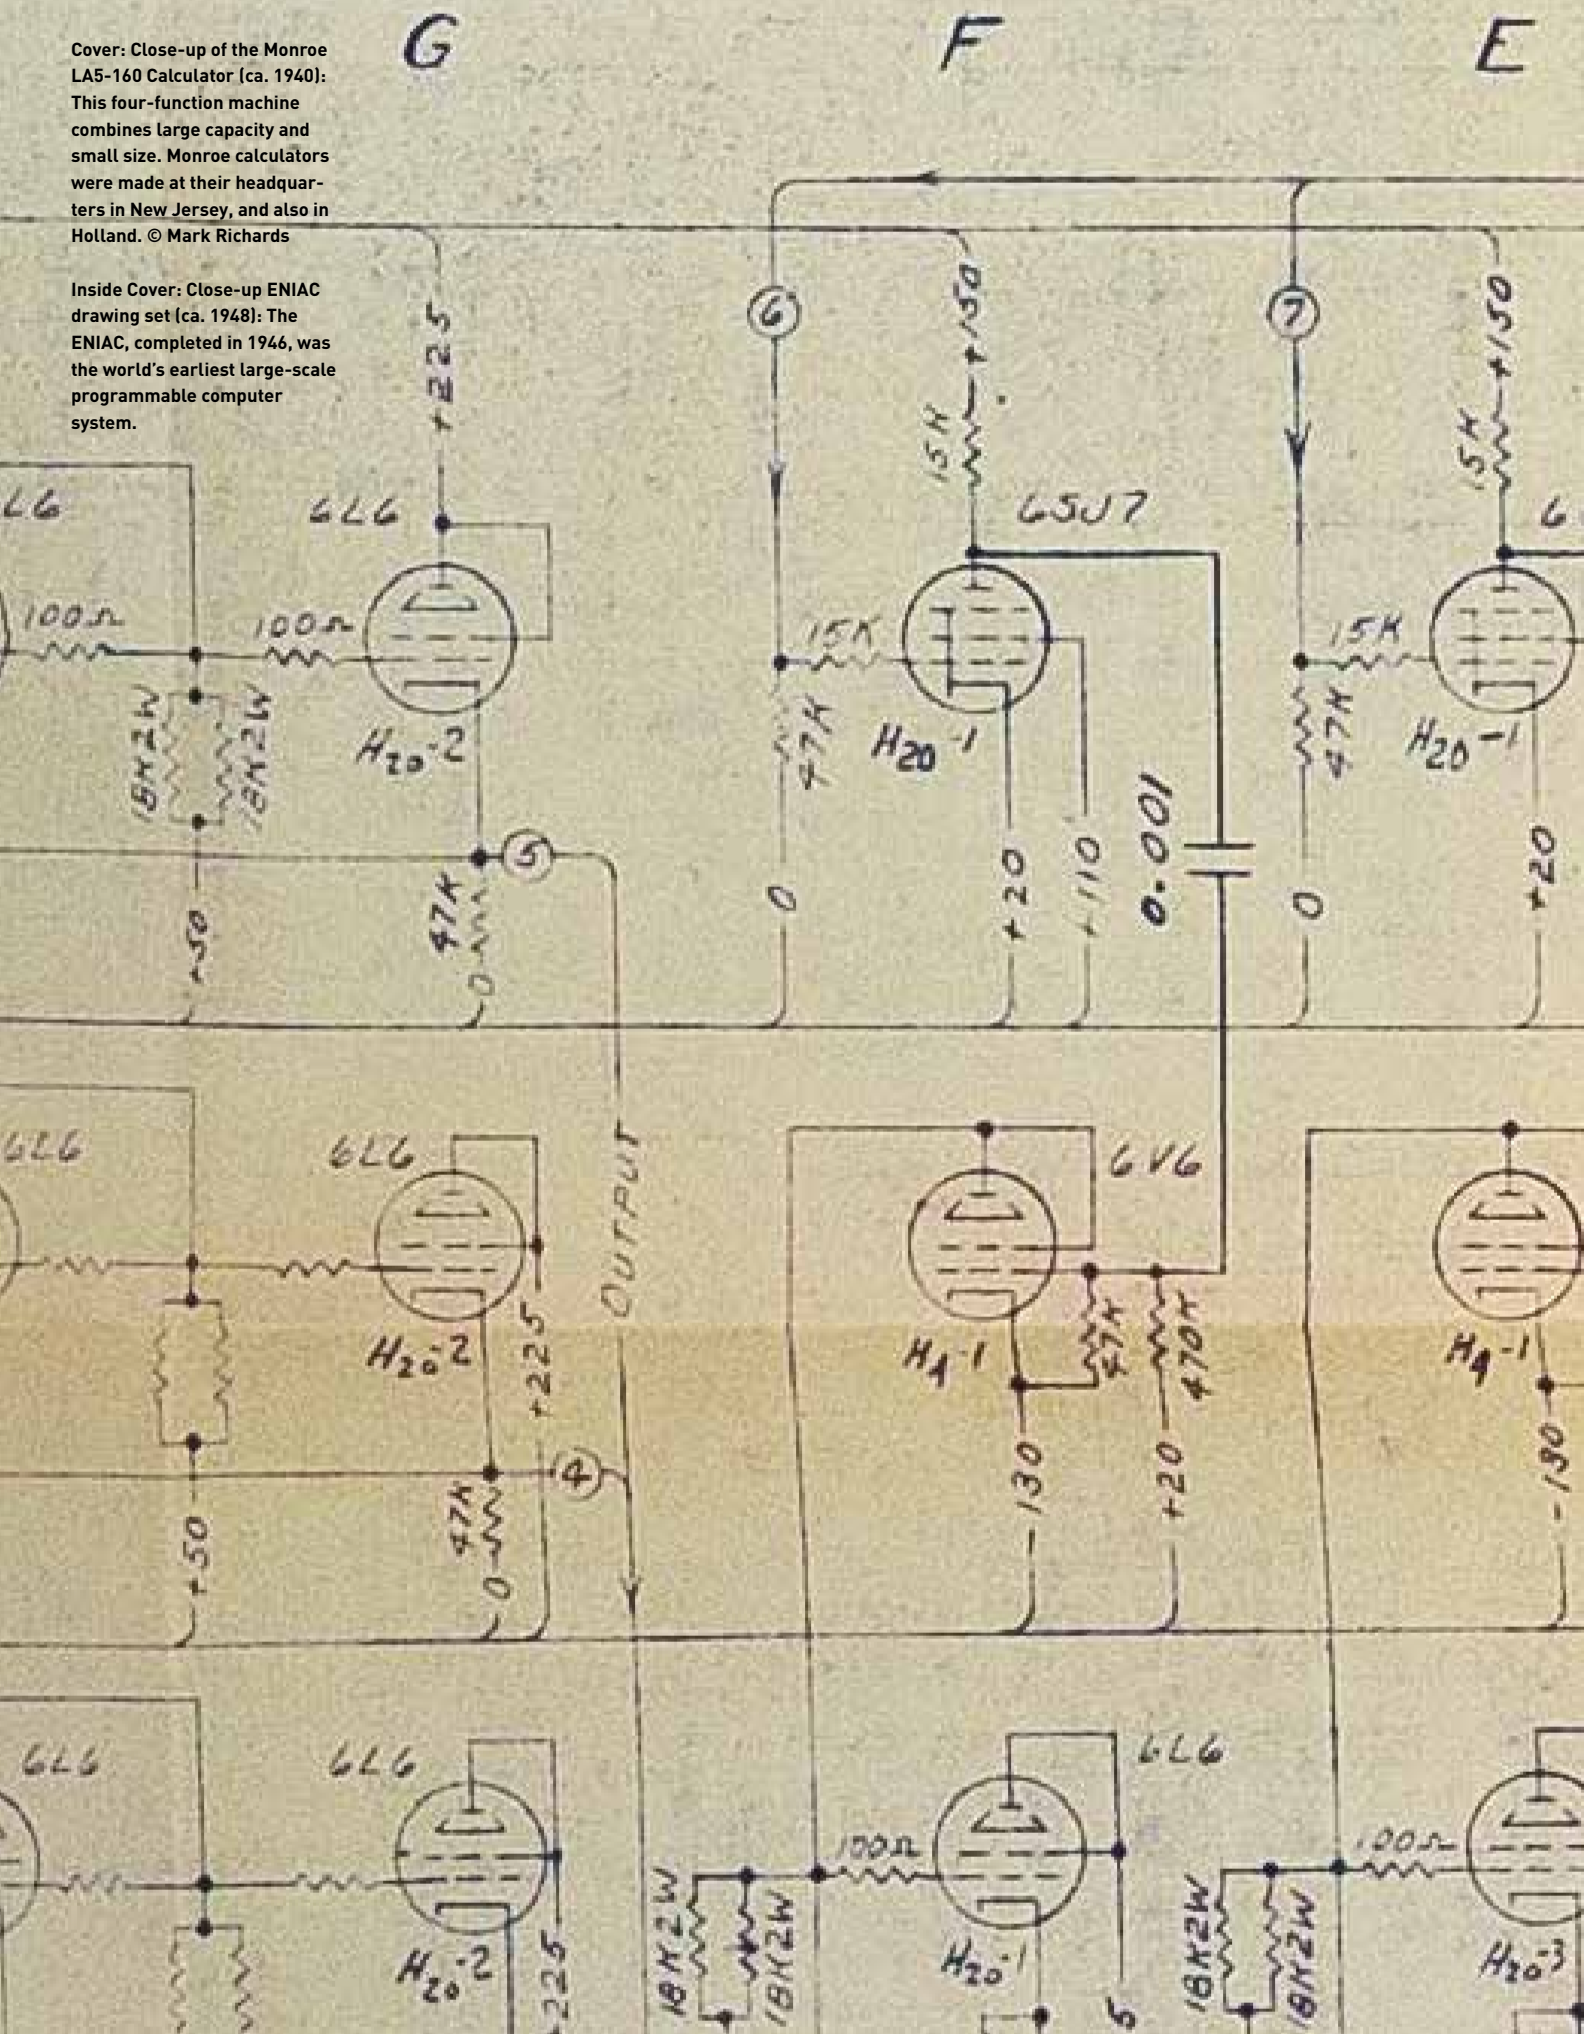 G F E
Cover: Close-up of the Monroe
LA5-160 Calculator (ca. 1940):
This four-function machine
combines large capacity and
small size. Monroe calculators
were made at their headquar-
ters in New Jersey, and also in
Holland. © Mark Richards
Inside Cover: Close-up ENIAC
drawing set (ca. 1948): The
ENIAC, completed in 1946, was
the world's earliest large-scale
programmable computer
system.
+225
6
+150
7
+150
15K
15K
L6
6L6
6SJ7
6
100Ω
100Ω
15K
15K
18K2W
18K2W
H20-2
47K
H20-1
47K
H20-1
0.001
5
47K
+50
0
0
+20
+110
0
+20
6L6
6L6
OUTPUT
6V6
H20-2
+225
H4-1
47K
470K
H4-1
4
47K
+50
0
-130
+20
-130
6L6
6L6
6L6
100Ω
100Ω
18K2W
18K2W
18K2W
18K2W
H20-2
225
H20-1
5
H20-3